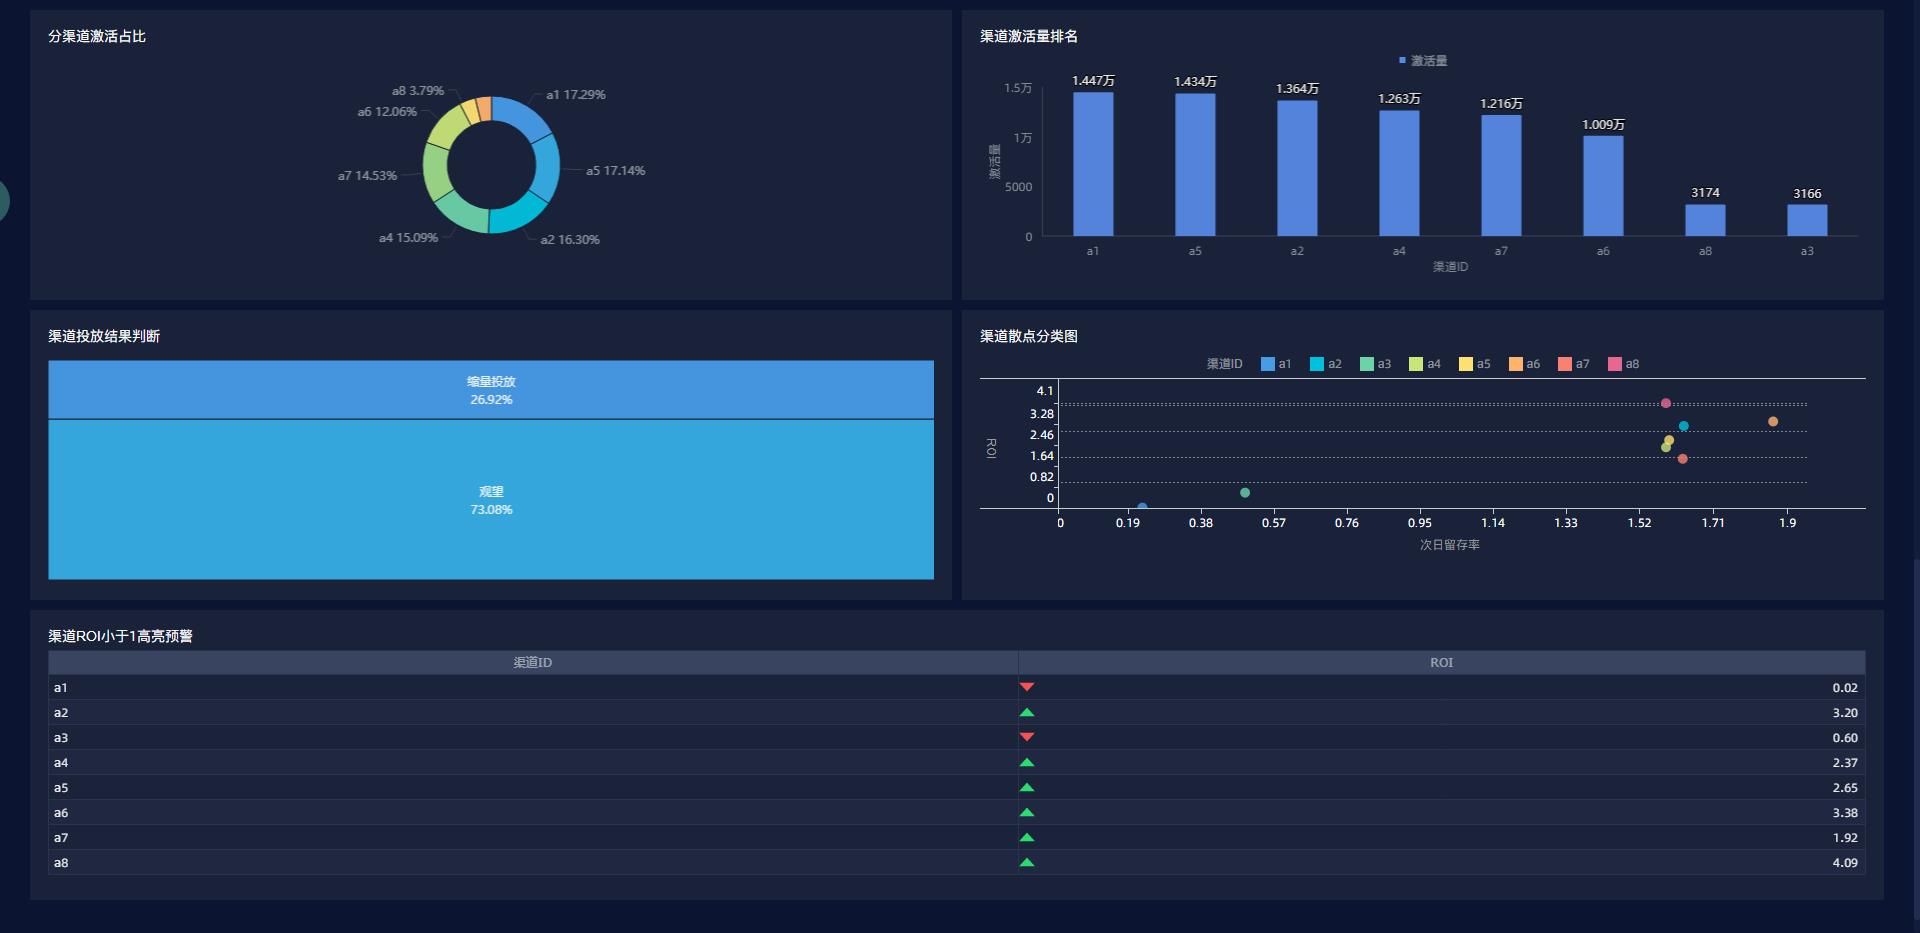 分渠道激活占比
a8 3.79%
a1 17.29%
a6 12.06%
a5 17.14%
a7 14.53%
a4 15.09%
a2 16.30%
渠道激活量排名
激活量
1.447万
1.434万
1.364万
1.263万
1.216万
1.009万
3174
3166
1.5万
1万
5000
0
激活量
a1
a5
a2
a4
a7
a6
a8
a3
渠道ID
渠道投放结果判断
缩量投放
26.92%
观望
73.08%
渠道散点分类图
渠道ID a1 a2 a3 a4 a5 a6 a7 a8
4.1
3.28
2.46
1.64
0.82
0
ROI
0 0.19 0.38 0.57 0.76 0.95 1.14 1.33 1.52 1.71 1.9
次日留存率
渠道ROI小于1高亮预警
渠道ID ROI
a1 0.02
a2 3.20
a3 0.60
a4 2.37
a5 2.65
a6 3.38
a7 1.92
a8 4.09